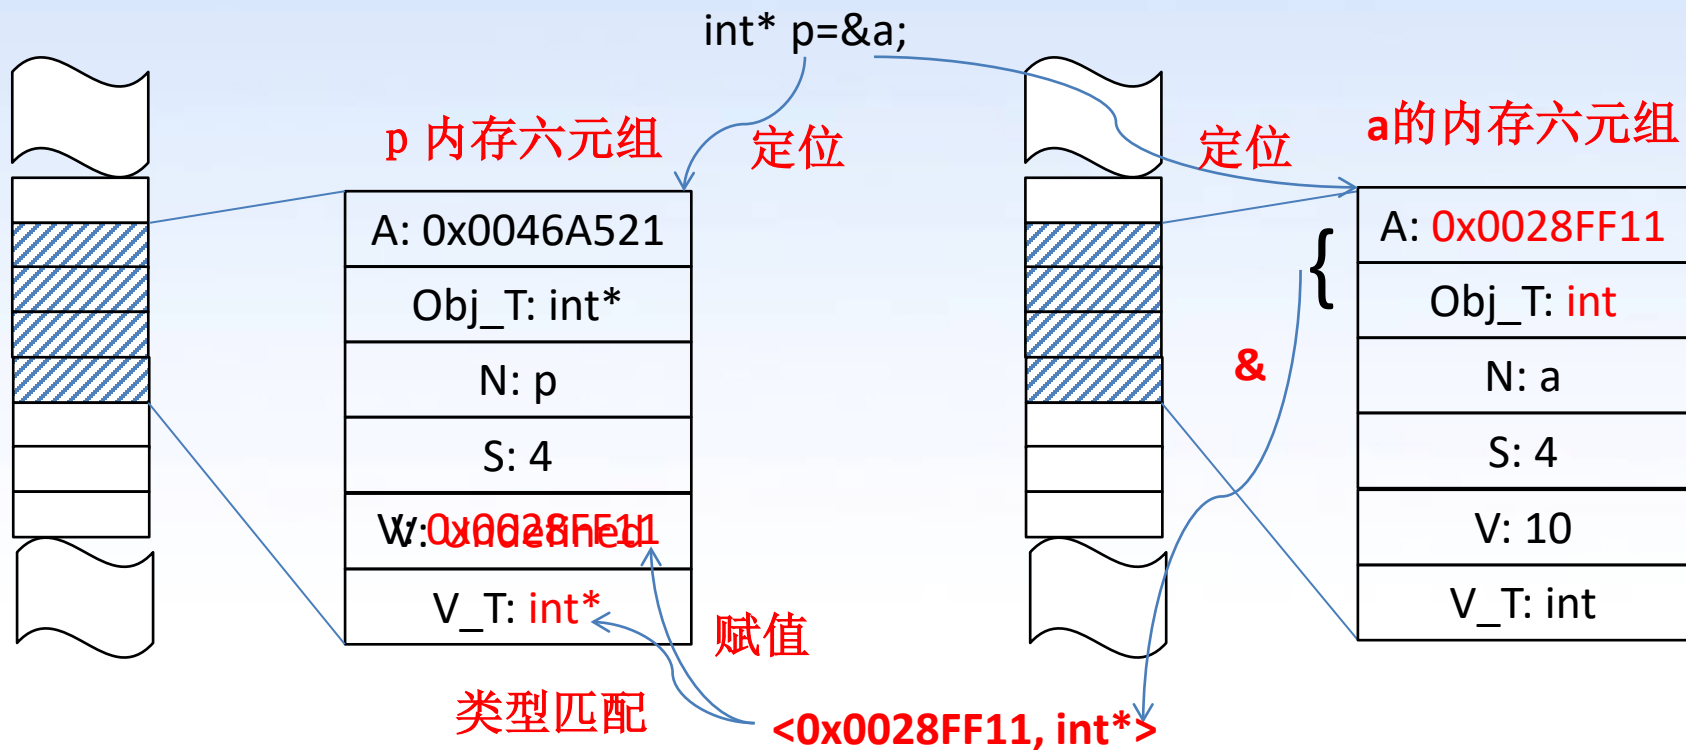 int* p=&a;
p 内存六元组
定位
定位
a的内存六元组
A: 0x0046A521
Obj_T: int*
N: p
S: 4
V: Undefined
V: 0x0028FF11
V_T: int*
A: 0x0028FF11
{
Obj_T: int
&
N: a
S: 4
V: 10
V_T: int
赋值
类型匹配
<0x0028FF11, int*>